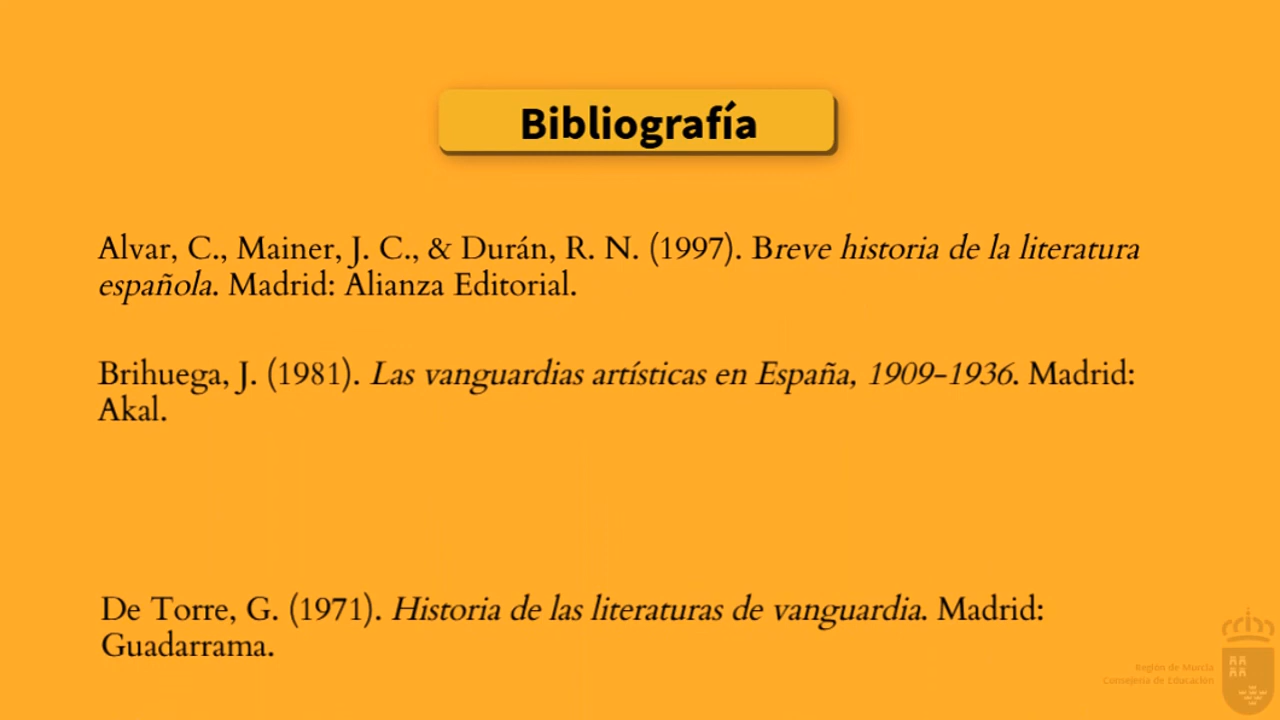 Bibliografía
Alvar, C., Mainer, J. C., & Durán, R. N. (1997). Breve historia de la literatura
española. Madrid: Alianza Editorial.
Brihuega, J. (1981). Las vanguardias artísticas en España, 1909-1936. Madrid:
Akal.
De Torre, G. (1971). Historia de las literaturas de vanguardia. Madrid:
Guadarrama.
Región de Murcia
Consejería de Educación